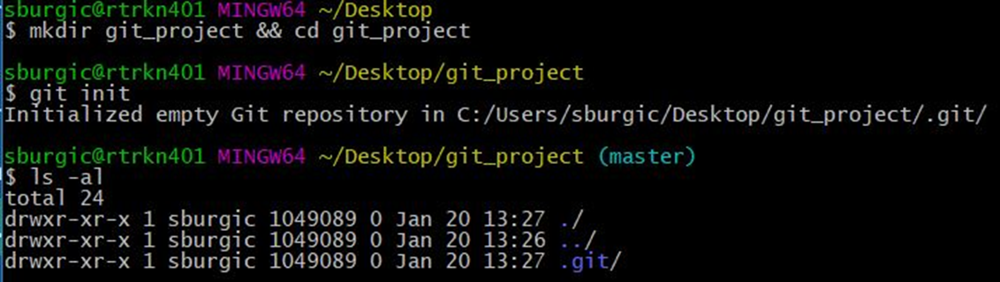 sburgic@rtrkn401 MINGW64 ~/Desktop
$ mkdir git_project && cd git_project
sburgic@rtrkn401 MINGW64 ~/Desktop/git_project
$ git init
Initialized empty Git repository in C:/Users/sburgic/Desktop/git_project/.git/
sburgic@rtrkn401 MINGW64 ~/Desktop/git_project (master)
$ ls -al
total 24
drwxr-xr-x 1 sburgic 1049089 0 Jan 20 13:27 ./
drwxr-xr-x 1 sburgic 1049089 0 Jan 20 13:26 ../
drwxr-xr-x 1 sburgic 1049089 0 Jan 20 13:27 .git/